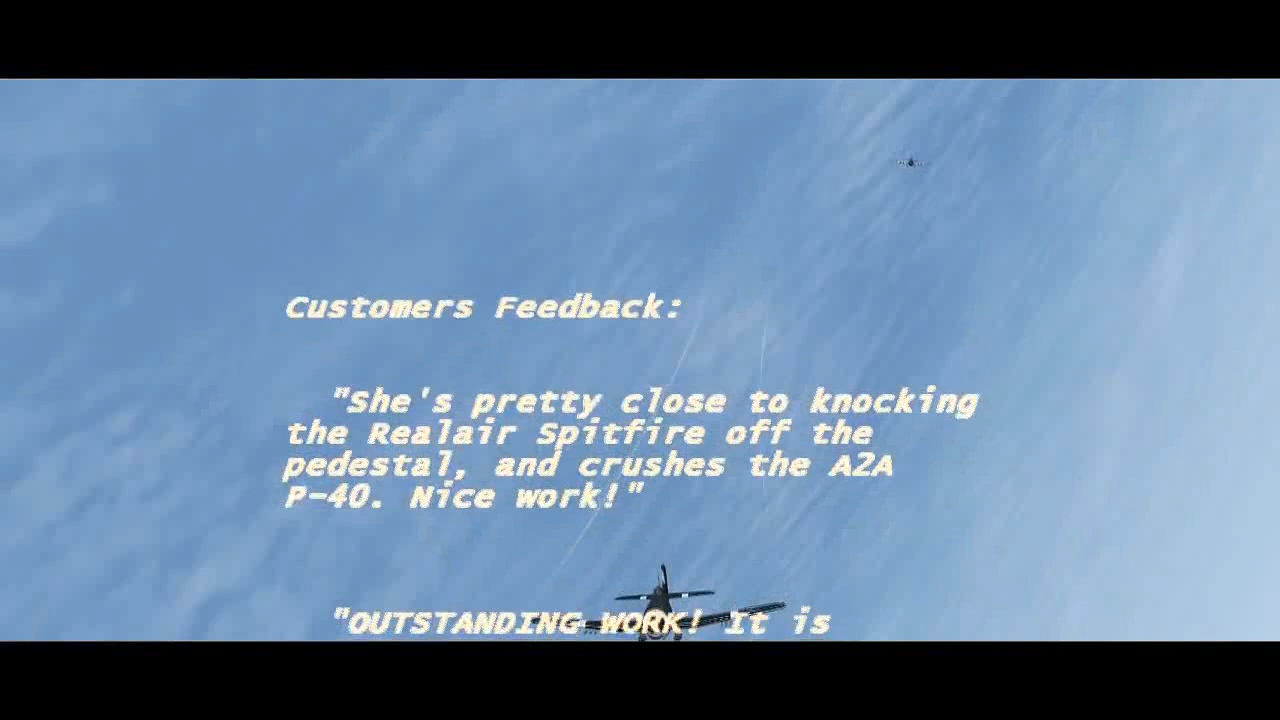 Customers Feedback:
"She's pretty close to knocking
the Realair Spitfire off the
pedestal, and crushes the A2A
P-40. Nice work!"
"OUTSTANDING WORK! It is